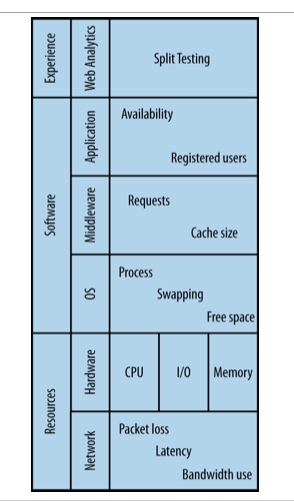 Experience
Web Analytics
Split Testing
Software
Application
Availability
Registered users
Middleware
Requests
Cache size
OS
Process
Swapping
Free space
Resources
Hardware
CPU
I/O
Memory
Network
Packet loss
Latency
Bandwidth use